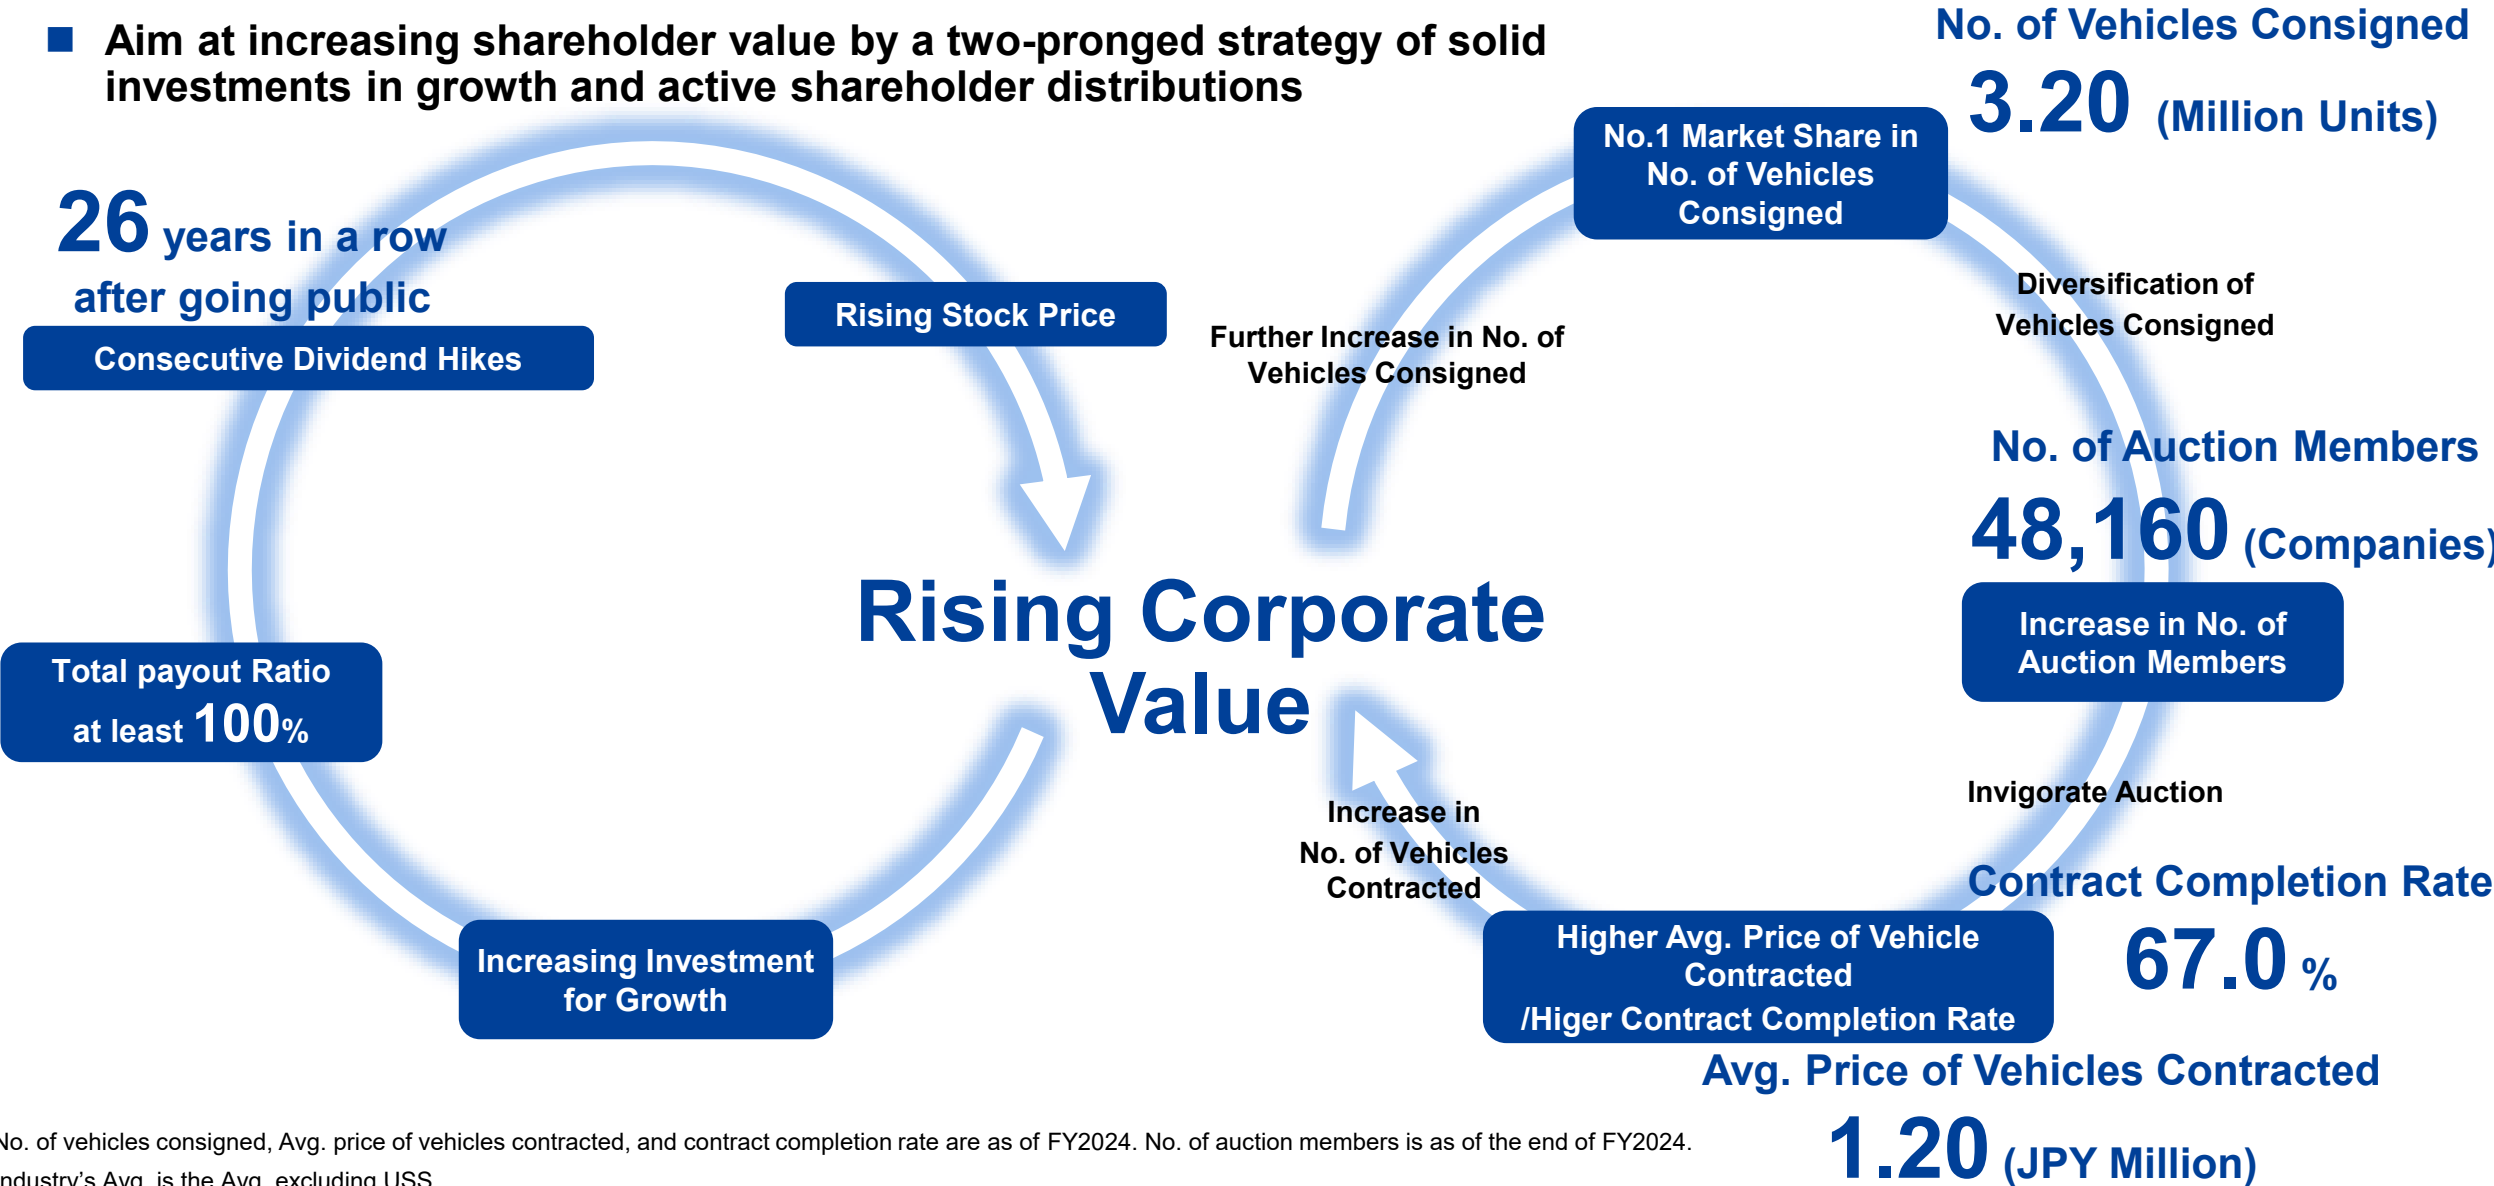 ■ Aim at increasing shareholder value by a two-pronged strategy of solid
investments in growth and active shareholder distributions
26 years in a row
after going public
Consecutive Dividend Hikes
Rising Stock Price
Total payout Ratio
at least 100%
Increasing Investment
for Growth
Rising Corporate
Value
Further Increase in No. of
Vehicles Consigned
No.1 Market Share in
No. of Vehicles
Consigned
No. of Vehicles Consigned
3.20 (Million Units)
Diversification of
Vehicles Consigned
No. of Auction Members
48,160 (Companies)
Increase in No. of
Auction Members
Invigorate Auction
Contract Completion Rate
67.0 %
Higher Avg. Price of Vehicle
Contracted
/Higer Contract Completion Rate
Increase in
No. of Vehicles
Contracted
Avg. Price of Vehicles Contracted
1.20 (JPY Million)
No. of vehicles consigned, Avg. price of vehicles contracted, and contract completion rate are as of FY2024. No. of auction members is as of the end of FY2024.
Industry's Avg. is the Avg. excluding USS